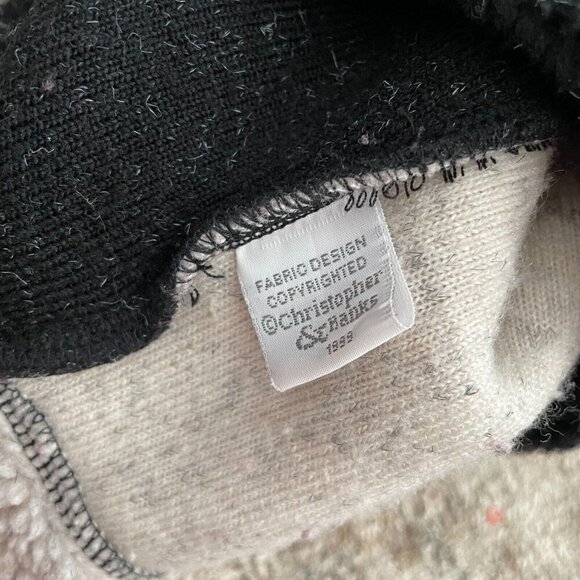 FABRIC DESIGN
COPYRIGHTED
©Christopher
& Banks
1999